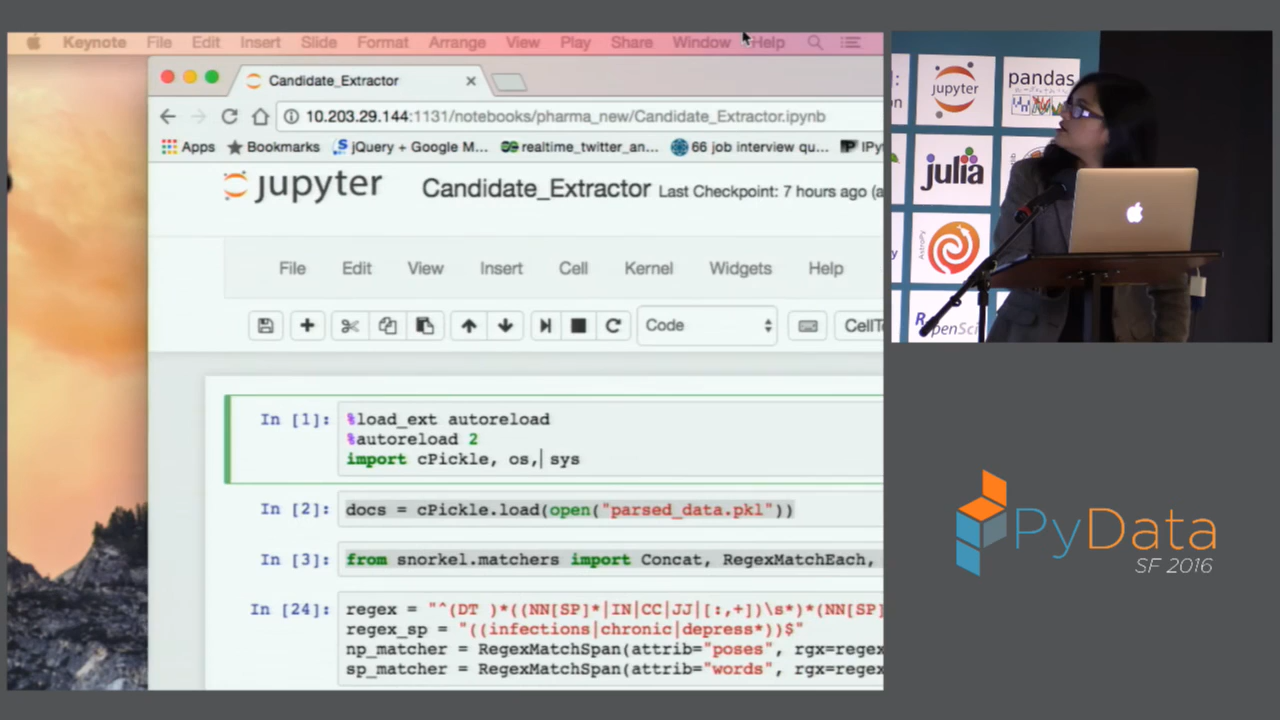 Keynote File Edit Insert Slide Format Arrange View Play Share Window Help
Candidate_Extractor
10.203.29.144:1131/notebooks/pharma_new/Candidate_Extractor.ipynb
Apps Bookmarks jQuery + Google M... realtime_twitter_an... 66 job interview qu... IPy
jupyter Candidate_Extractor Last Checkpoint: 7 hours ago (a
File Edit View Insert Cell Kernel Widgets Help
Code CellTo
In [1]: %load_ext autoreload
%autoreload 2
import cPickle, os, sys
In [2]: docs = cPickle.load(open("parsed_data.pkl"))
In [3]: from snorkel.matchers import Concat, RegexMatchEach,
In [24]: regex = "^(DT )*((NN[SP]*|IN|CC|JJ|[:,+])\s*)*(NN[SP]
regex_sp = "((infections|chronic|depress*))$"
np_matcher = RegexMatchSpan(attrib="poses", rgx=regex
sp_matcher = RegexMatchSpan(attrib="words", rgx=regex
jupyter
pandas
julia
AstroPy
OpenSci
PyData
SF 2016